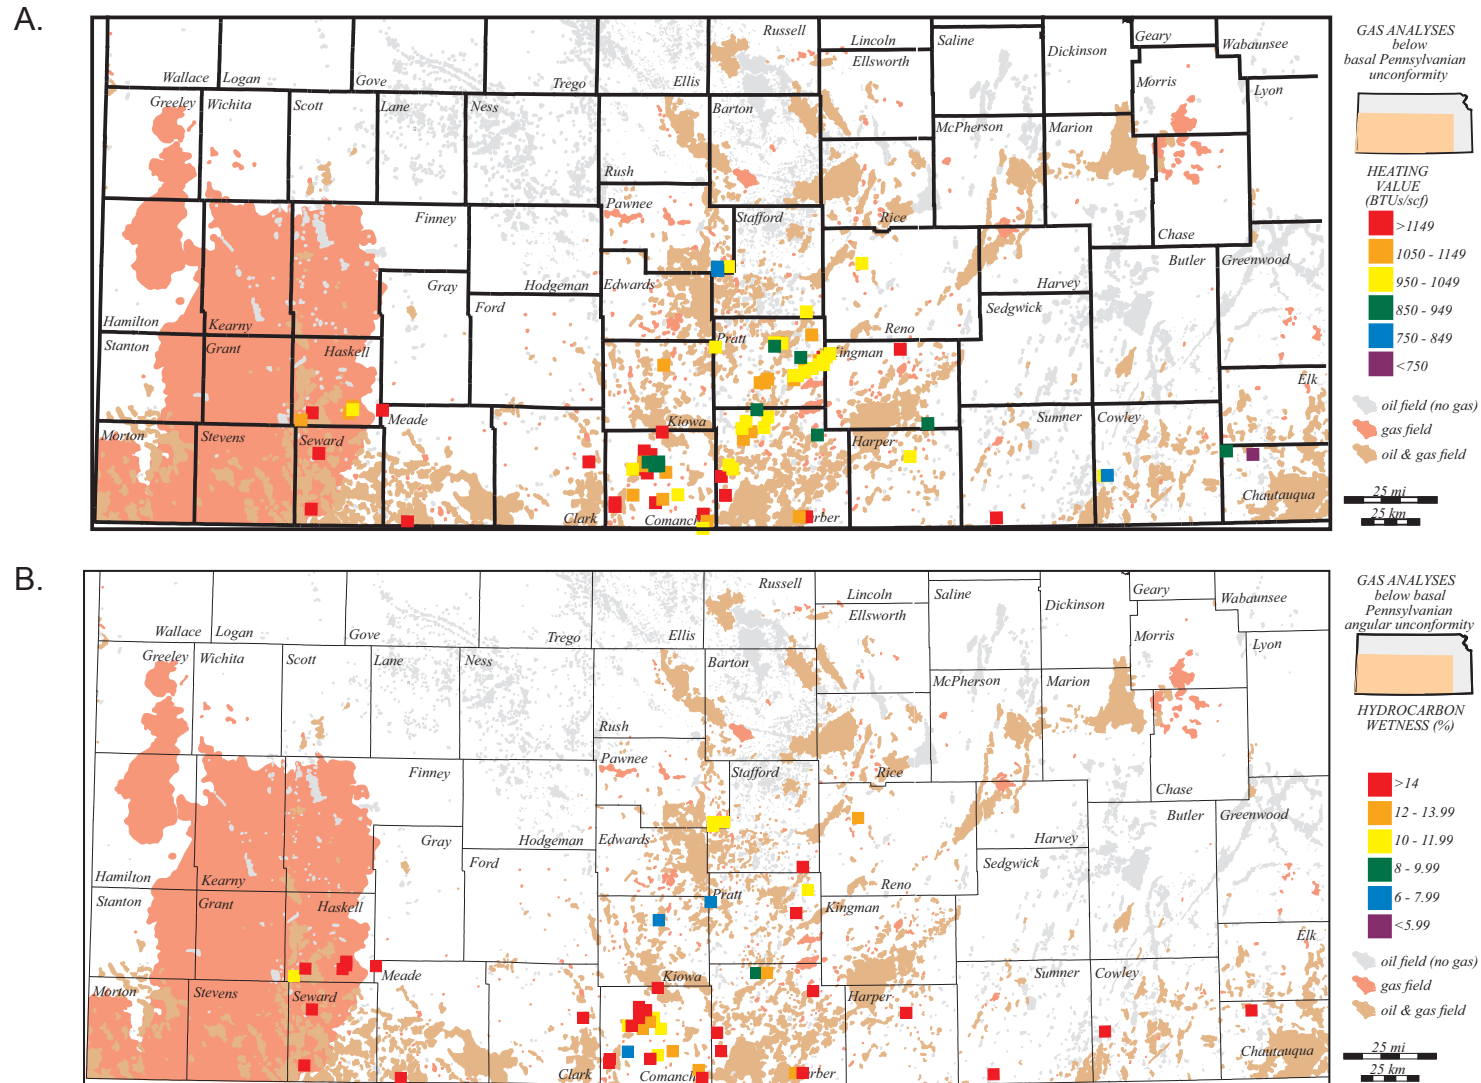 A.
Russell
Lincoln
Saline
Geary
Wabaunsee
Ellsworth
Dickinson
Wallace
Logan
Gove
Trego
Ellis
Morris
Lyon
Greeley
Wichita
Scott
Lane
Ness
Barton
McPherson
Marion
Rush
Pawnee
Finney
Stafford
Rice
Chase
Butler
Greenwood
Gray
Hodgeman
Edwards
Harvey
Ford
Sedgwick
Hamilton
Kearny
Reno
Stanton
Grant
Haskell
Pratt
ingman
Elk
Meade
Kiowa
Sumner
Cowley
Morton
Stevens
Seward
Harper
Chautauqua
Clark
Comanch
rber
GAS ANALYSES
below
basal Pennsylvanian
unconformity
HEATING
VALUE
(BTUs/scf)
>1149
1050 - 1149
950 - 1049
850 - 949
750 - 849
<750
oil field (no gas)
gas field
oil & gas field
25 mi
25 km
B.
Russell
Lincoln
Saline
Geary
Wabaunsee
Ellsworth
Dickinson
Wallace
Logan
Gove
Trego
Ellis
Morris
Lyon
Greeley
Wichita
Scott
Lane
Ness
Barton
McPherson
Marion
Rush
Pawnee
Finney
Stafford
Rice
Chase
Butler
Greenwood
Gray
Hodgeman
Edwards
Harvey
Ford
Sedgwick
Hamilton
Kearny
Reno
Stanton
Grant
Haskell
Pratt
Kingman
Elk
Meade
Kiowa
Sumner
Cowley
Morton
Stevens
Seward
Harper
Chautauqua
Clark
Comanch
rber
GAS ANALYSES
below basal
Pennsylvanian
angular unconformity
HYDROCARBON
WETNESS (%)
>14
12 - 13.99
10 - 11.99
8 - 9.99
6 - 7.99
<5.99
oil field (no gas)
gas field
oil & gas field
25 mi
25 km